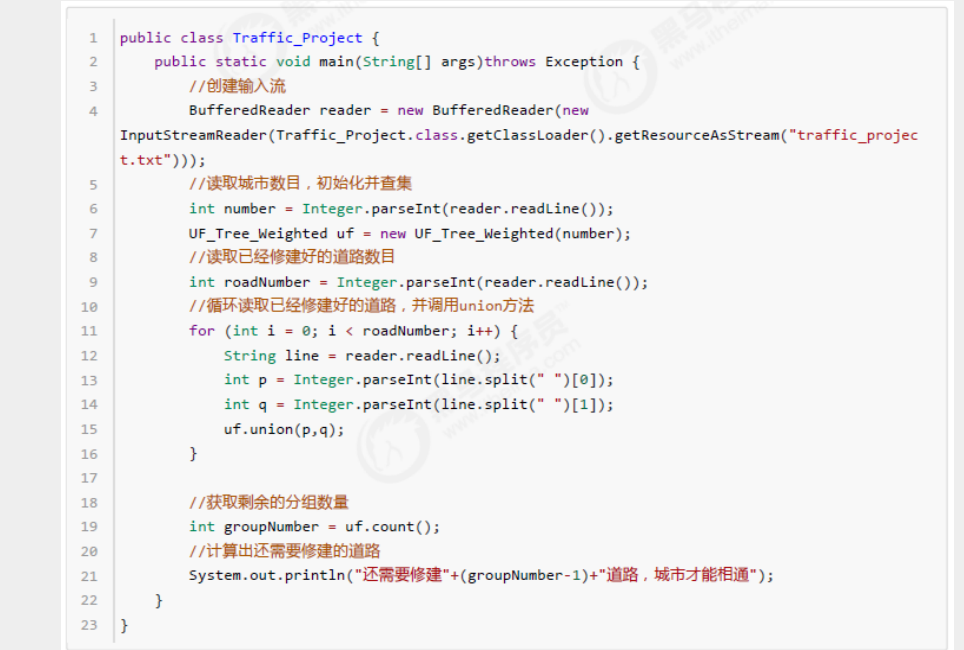 1 public class Traffic_Project {
2 public static void main(String[] args)throws Exception {
3 //创建输入流
4 BufferedReader reader = new BufferedReader(new
InputStreamReader(Traffic_Project.class.getClassLoader().getResourceAsStream("traffic_projec
t.txt")));
5 //读取城市数目，初始化并查集
6 int number = Integer.parseInt(reader.readLine());
7 UF_Tree_Weighted uf = new UF_Tree_Weighted(number);
8 //读取已经修建好的道路数目
9 int roadNumber = Integer.parseInt(reader.readLine());
10 //循环读取已经修建好的道路，并调用union方法
11 for (int i = 0; i < roadNumber; i++) {
12 String line = reader.readLine();
13 int p = Integer.parseInt(line.split(" ")[0]);
14 int q = Integer.parseInt(line.split(" ")[1]);
15 uf.union(p,q);
16 }
17
18 //获取剩余的分组数量
19 int groupNumber = uf.count();
20 //计算出还需要修建的道路
21 System.out.println("还需要修建"+(groupNumber-1)+"道路，城市才能相通");
22 }
23 }